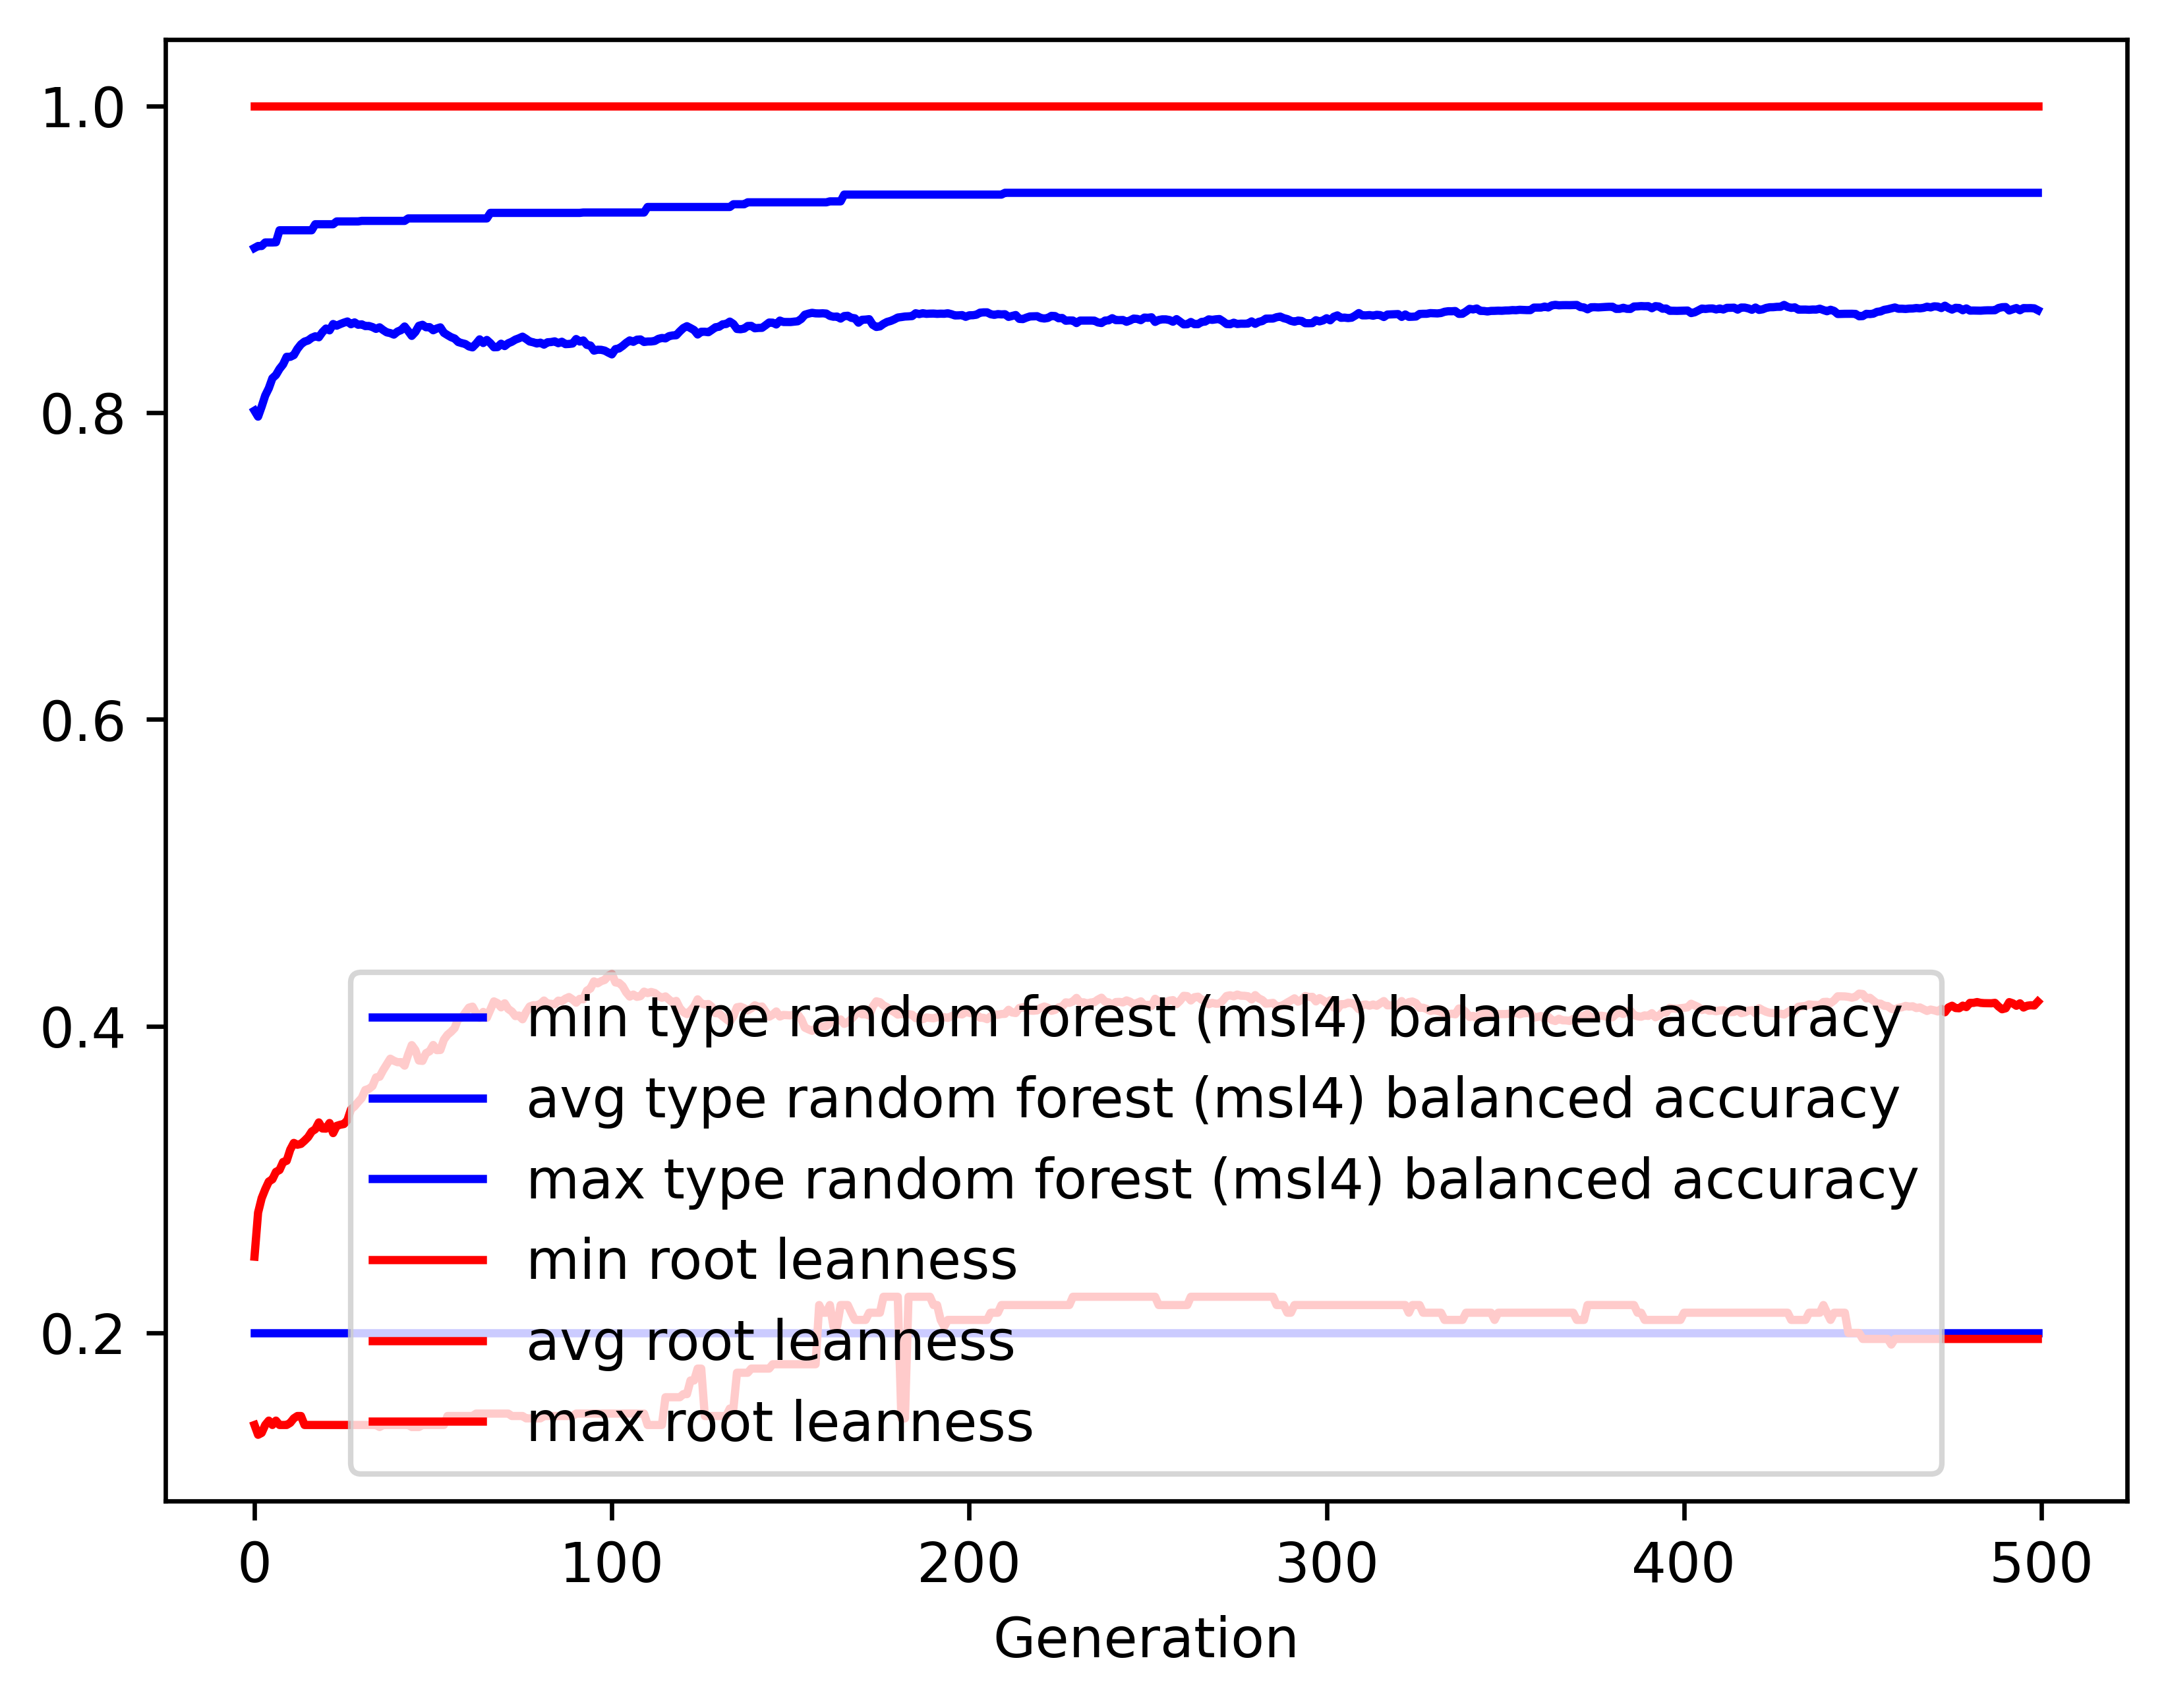 1.0
0.8
0.6
0.4
0.2
min type random forest (msl4) balanced accuracy
avg type random forest (msl4) balanced accuracy
max type random forest (msl4) balanced accuracy
min root leanness
avg root leanness
max root leanness
0 100 200 300 400 500
Generation